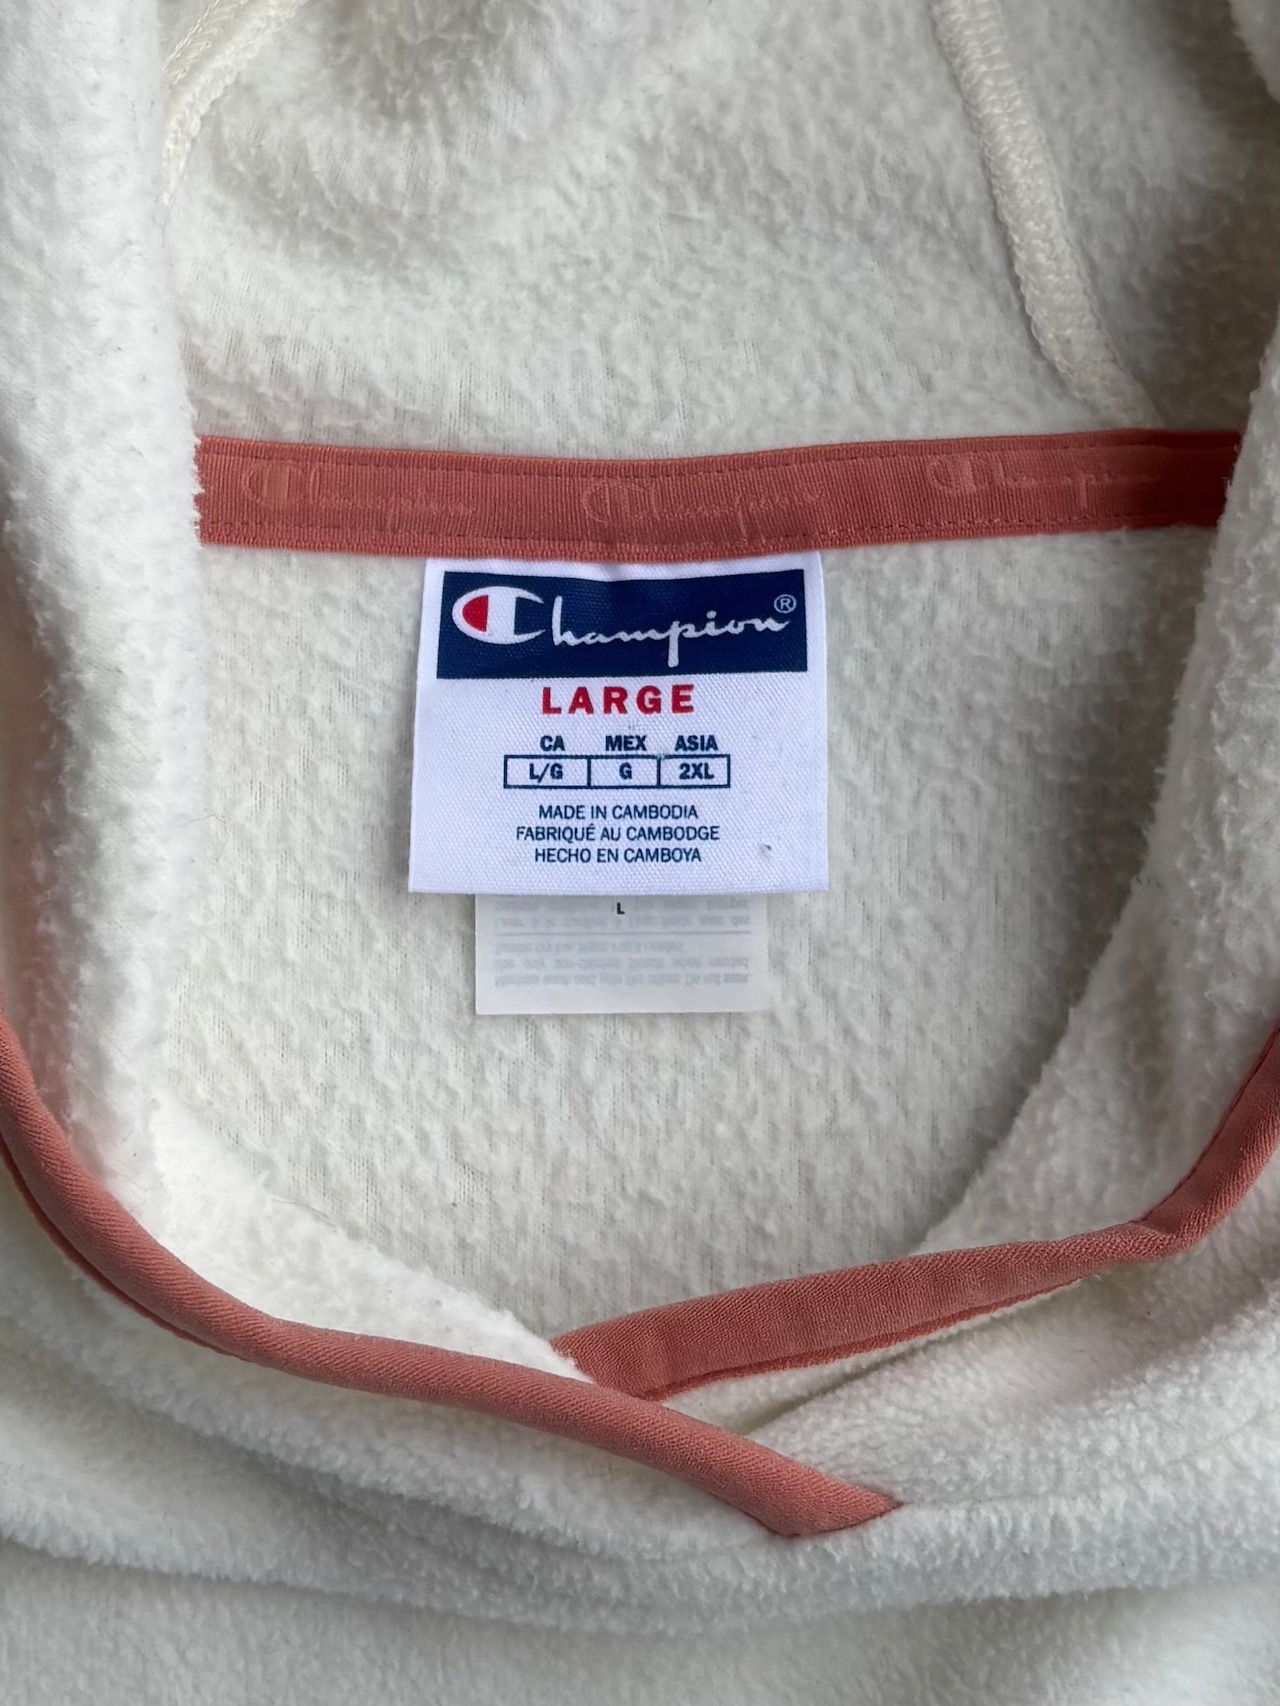 Champion Champion Champion
Champion®
LARGE
CA MEX ASIA
L/G G 2XL
MADE IN CAMBODIA
FABRIQUÉ AU CAMBODGE
HECHO EN CAMBOYA
L